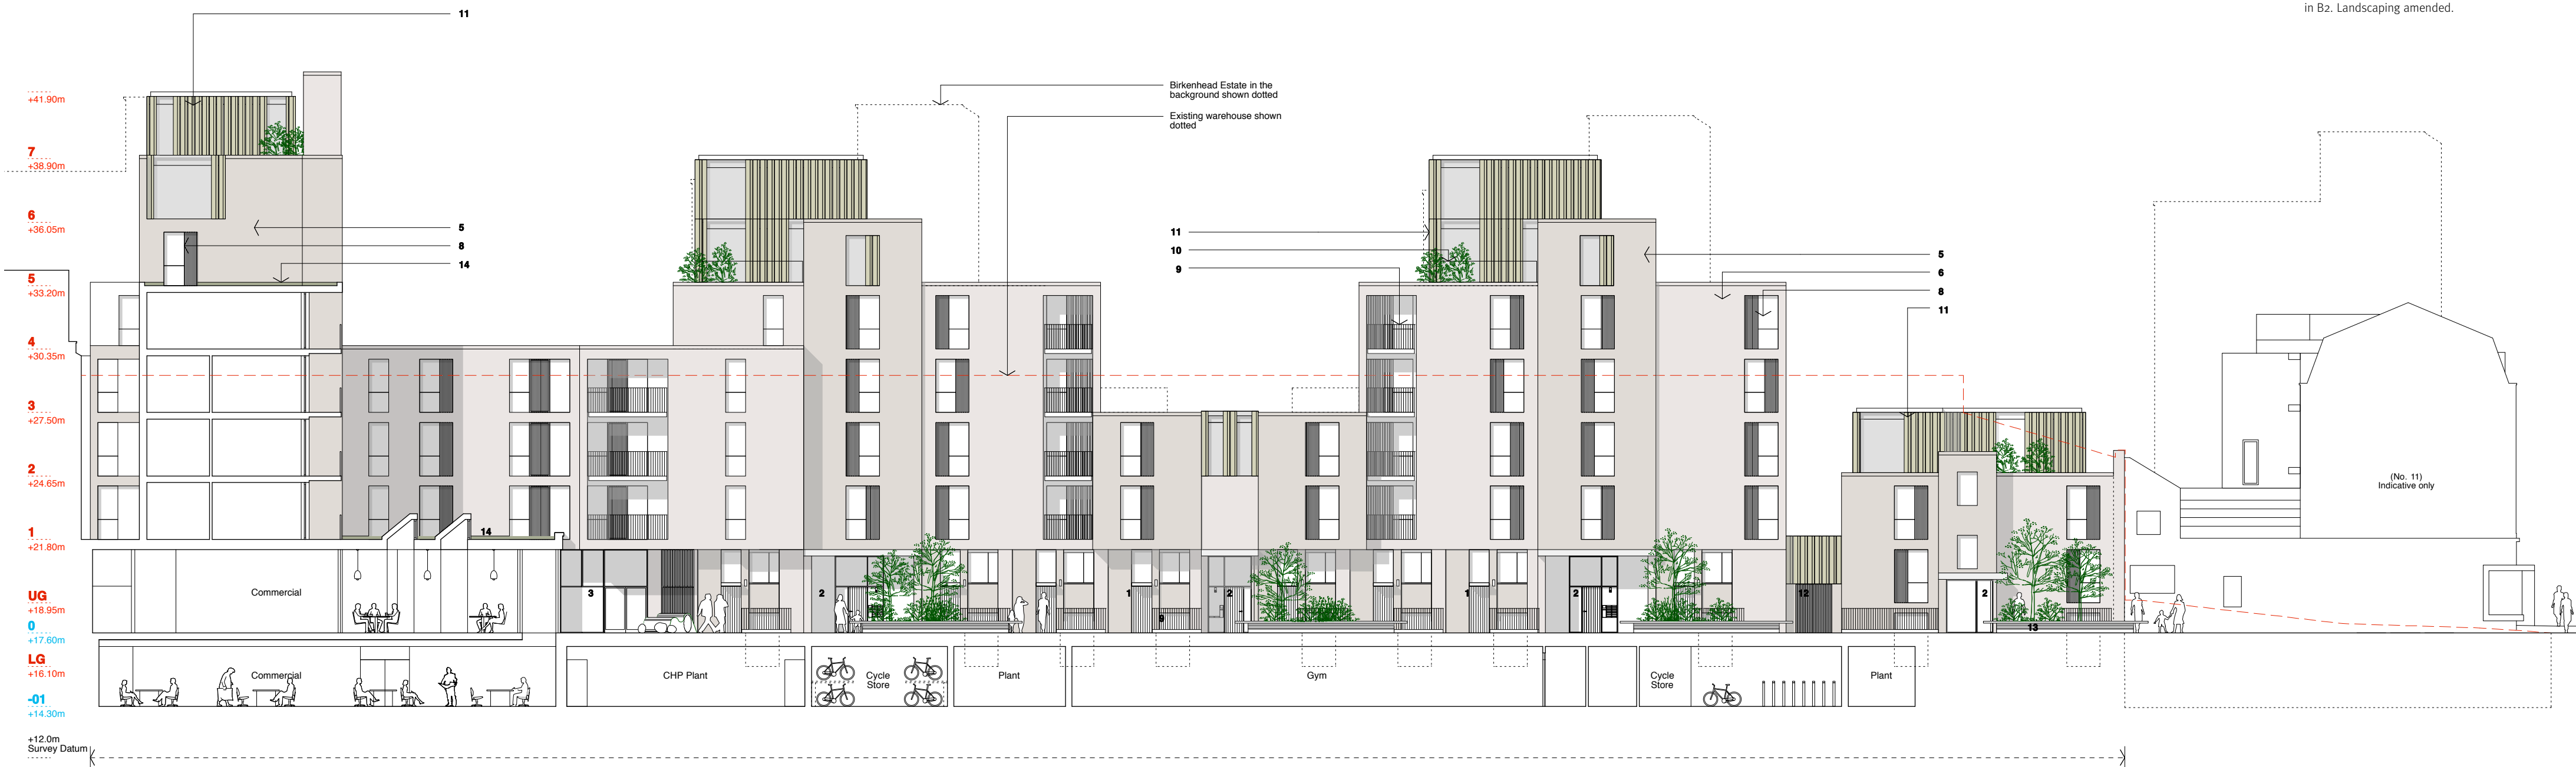 in B2. Landscaping amended.
11
+41.90m
Birkenhead Estate in the
background shown dotted
Existing warehouse shown
dotted
7
+38.90m
6
+36.05m
5
8
14
11
10
9
5
6
8
11
5
+33.20m
4
+30.35m
3
+27.50m
2
+24.65m
(No. 11)
Indicative only
1
+21.80m
14
UG
+18.95m
Commercial
3
2
1
9
2
1
2
12
2
13
0
+17.60m
LG
+16.10m
Commercial
CHP Plant
Cycle
Store
Plant
Gym
Cycle
Store
Plant
-01
+14.30m
+12.0m
Survey Datum